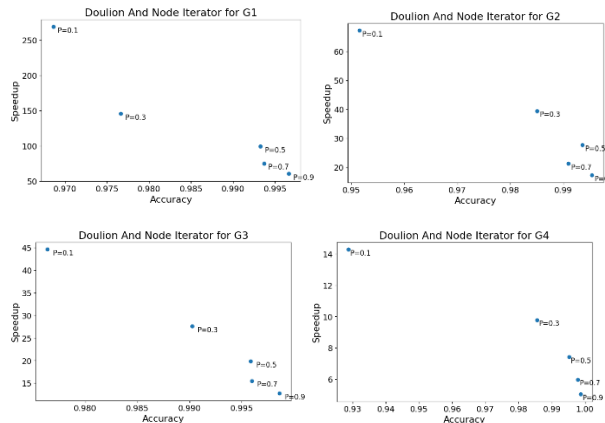 Doulion And Node Iterator for G1
250
200
150
100
50
Speedup
P=0.1
P=0.3
P=0.5
P=0.7
P=0.9
0.970 0.975 0.980 0.985 0.990 0.995
Accuracy
Doulion And Node Iterator for G2
60
50
40
30
20
Speedup
P=0.1
P=0.3
P=0.5
P=0.7
P=
0.95 0.96 0.97 0.98 0.99
Accuracy
Doulion And Node Iterator for G3
45
40
35
30
25
20
15
Speedup
P=0.1
P=0.3
P=0.5
P=0.7
P=0.9
0.980 0.985 0.990 0.995
Accuracy
Doulion And Node Iterator for G4
14
12
10
8
6
Speedup
P=0.1
P=0.3
P=0.5
P=0.7
P=0.9
0.93 0.94 0.95 0.96 0.97 0.98 0.99 1.00
Accuracy